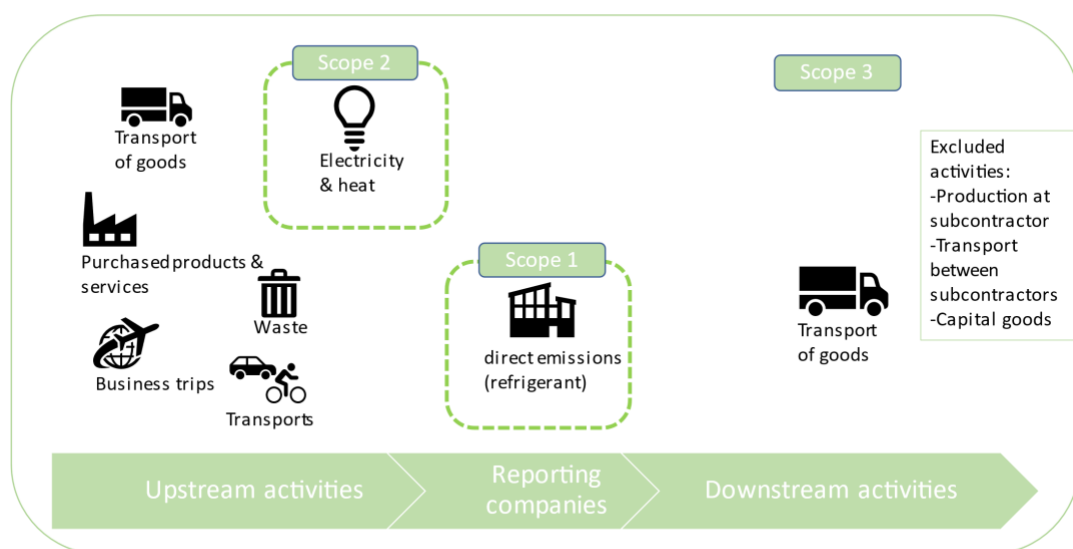 Scope 2
Scope 3
Transport
of goods
Electricity
& heat
Excluded
activities:
-Production at
subcontractor
-Transport
between
subcontractors
-Capital goods
Purchased products &
services
Scope 1
Waste
Transport
of goods
direct emissions
(refrigerant)
Business trips
Transports
Upstream activities
Reporting
companies
Downstream activities